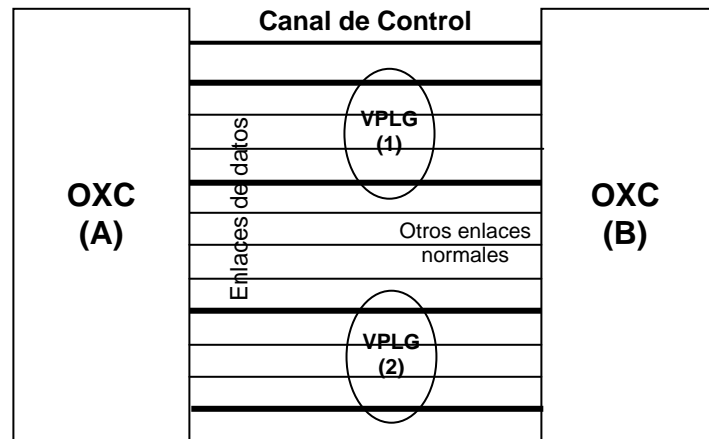 Canal de Control
VPLG
(1)
Enlaces de datos
OXC
(A)
OXC
(B)
Otros enlaces
normales
VPLG
(2)